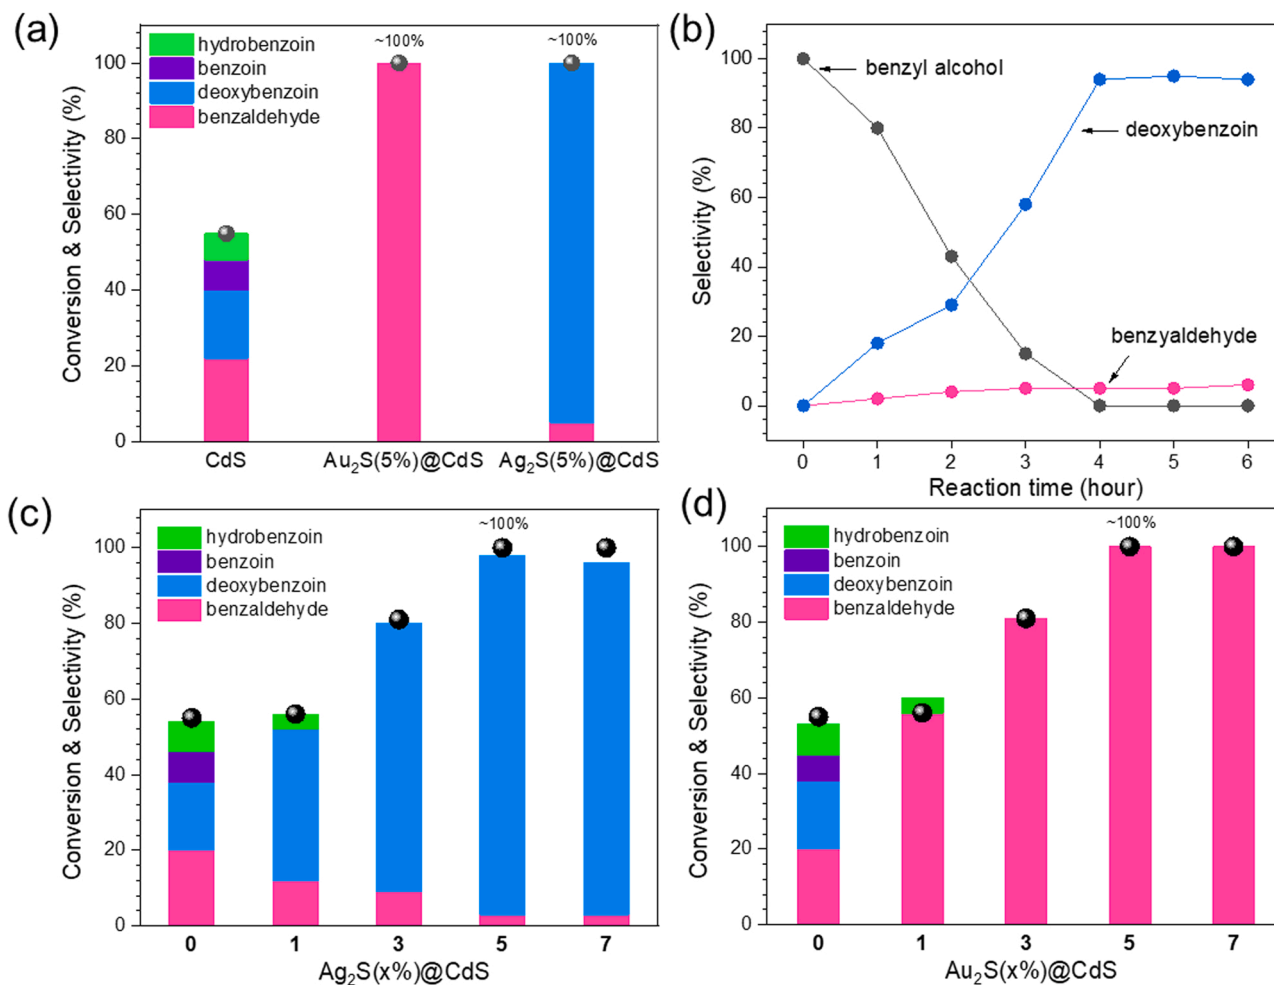 (a)
hydrobenzoin
benzoin
deoxybenzoin
benzaldehyde
~100%
~100%
Conversion & Selectivity (%)
100
80
60
40
20
0
CdS
Au₂S(5%)@CdS
Ag₂S(5%)@CdS
(b)
benzyl alcohol
deoxybenzoin
benzyaldehyde
Selectivity (%)
100
80
60
40
20
0
0 1 2 3 4 5 6
Reaction time (hour)
(c)
hydrobenzoin
benzoin
deoxybenzoin
benzaldehyde
~100%
Conversion & Selectivity (%)
100
80
60
40
20
0
0 1 3 5 7
Ag₂S(x%)@CdS
(d)
hydrobenzoin
benzoin
deoxybenzoin
benzaldehyde
~100%
Conversion & Selectivity (%)
100
80
60
40
20
0
0 1 3 5 7
Au₂S(x%)@CdS